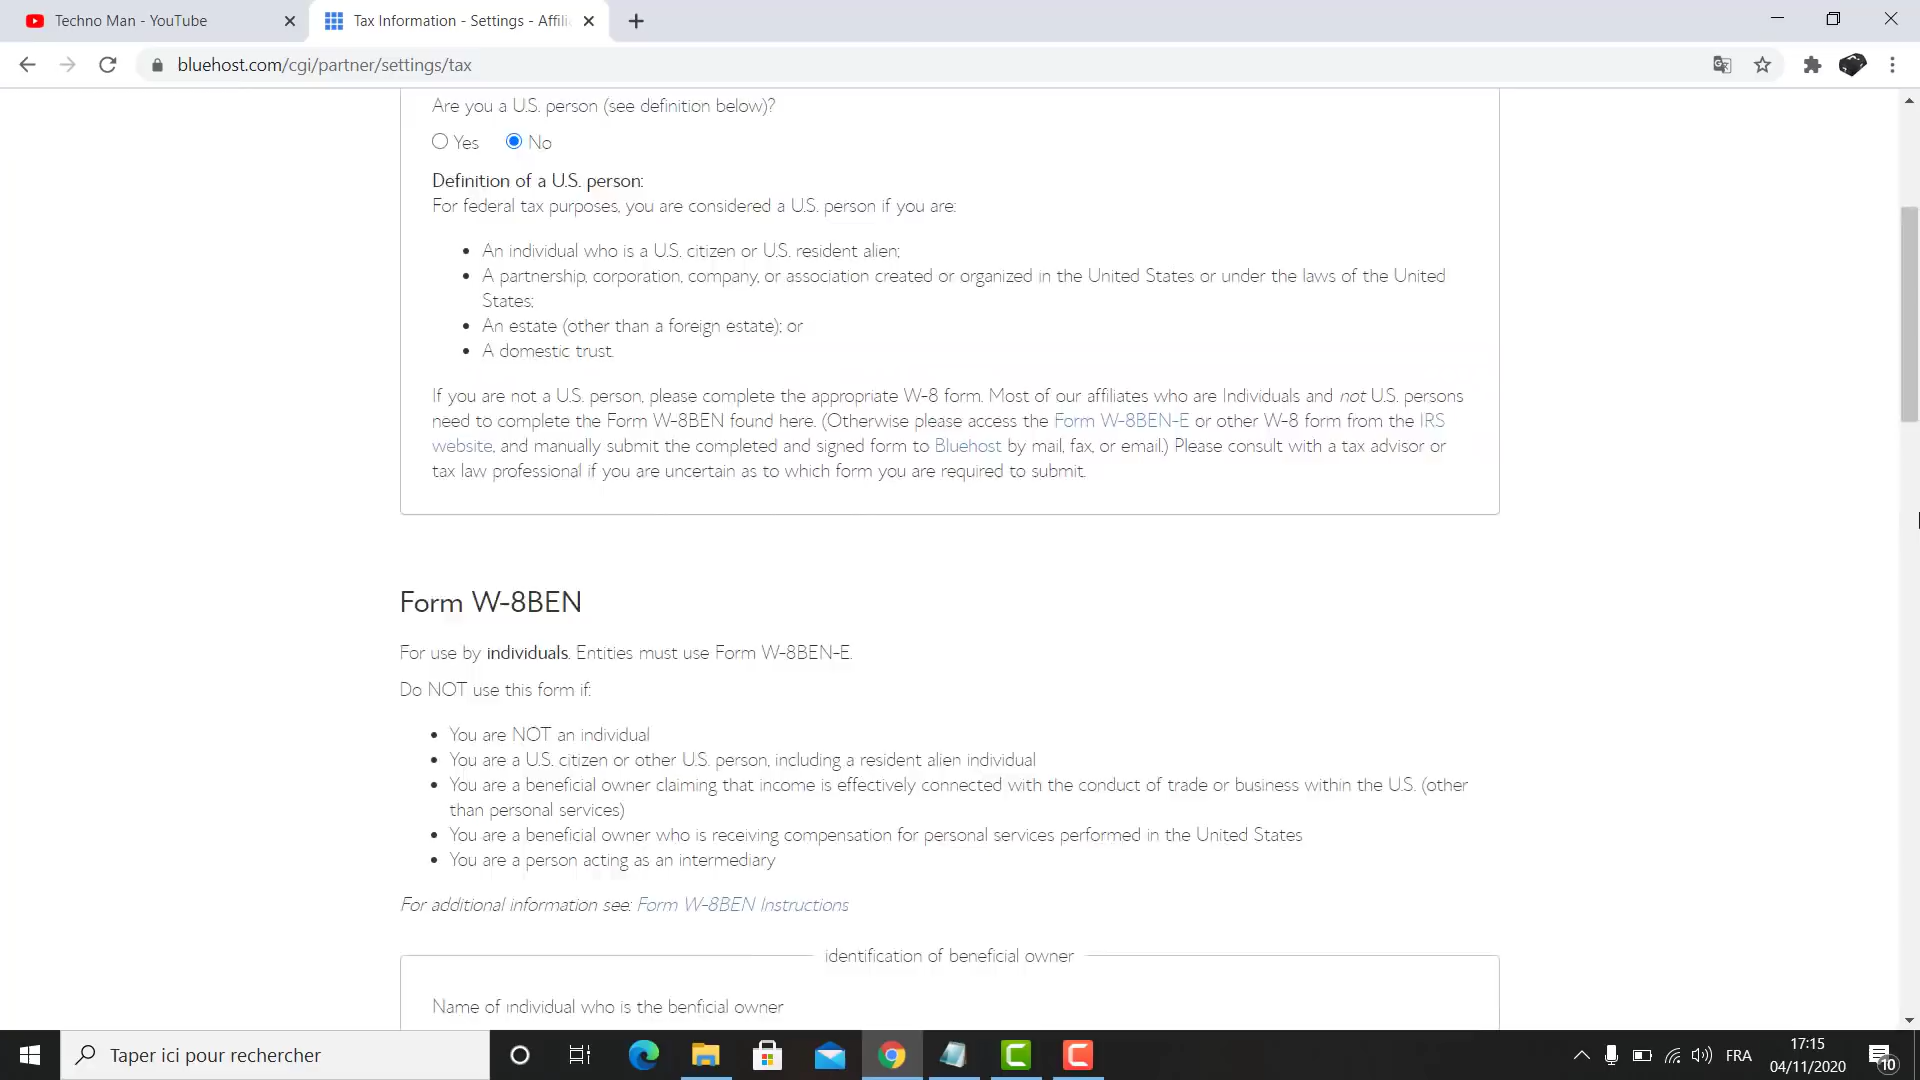 Techno Man - YouTube
Tax Information - Settings - Affili
bluehost.com/cgi/partner/settings/tax
Are you a U.S. person (see definition below)?
Yes No
Definition of a U.S. person:
For federal tax purposes, you are considered a U.S. person if you are:
• An individual who is a U.S. citizen or U.S. resident alien;
• A partnership, corporation, company, or association created or organized in the United States or under the laws of the United
States;
• An estate (other than a foreign estate); or
• A domestic trust.
If you are not a U.S. person, please complete the appropriate W-8 form. Most of our affiliates who are Individuals and not U.S. persons
need to complete the Form W-8BEN found here. (Otherwise please access the Form W-8BEN-E or other W-8 form from the IRS
website, and manually submit the completed and signed form to Bluehost by mail, fax, or email.) Please consult with a tax advisor or
tax law professional if you are uncertain as to which form you are required to submit.
Form W-8BEN
For use by individuals. Entities must use Form W-8BEN-E.
Do NOT use this form if:
• You are NOT an individual
• You are a U.S. citizen or other U.S. person, including a resident alien individual
• You are a beneficial owner claiming that income is effectively connected with the conduct of trade or business within the U.S. (other
than personal services)
• You are a beneficial owner who is receiving compensation for personal services performed in the United States
• You are a person acting as an intermediary
For additional information see: Form W-8BEN Instructions
identification of beneficial owner
Name of individual who is the benficial owner
Taper ici pour rechercher
FRA
17:15
04/11/2020
10